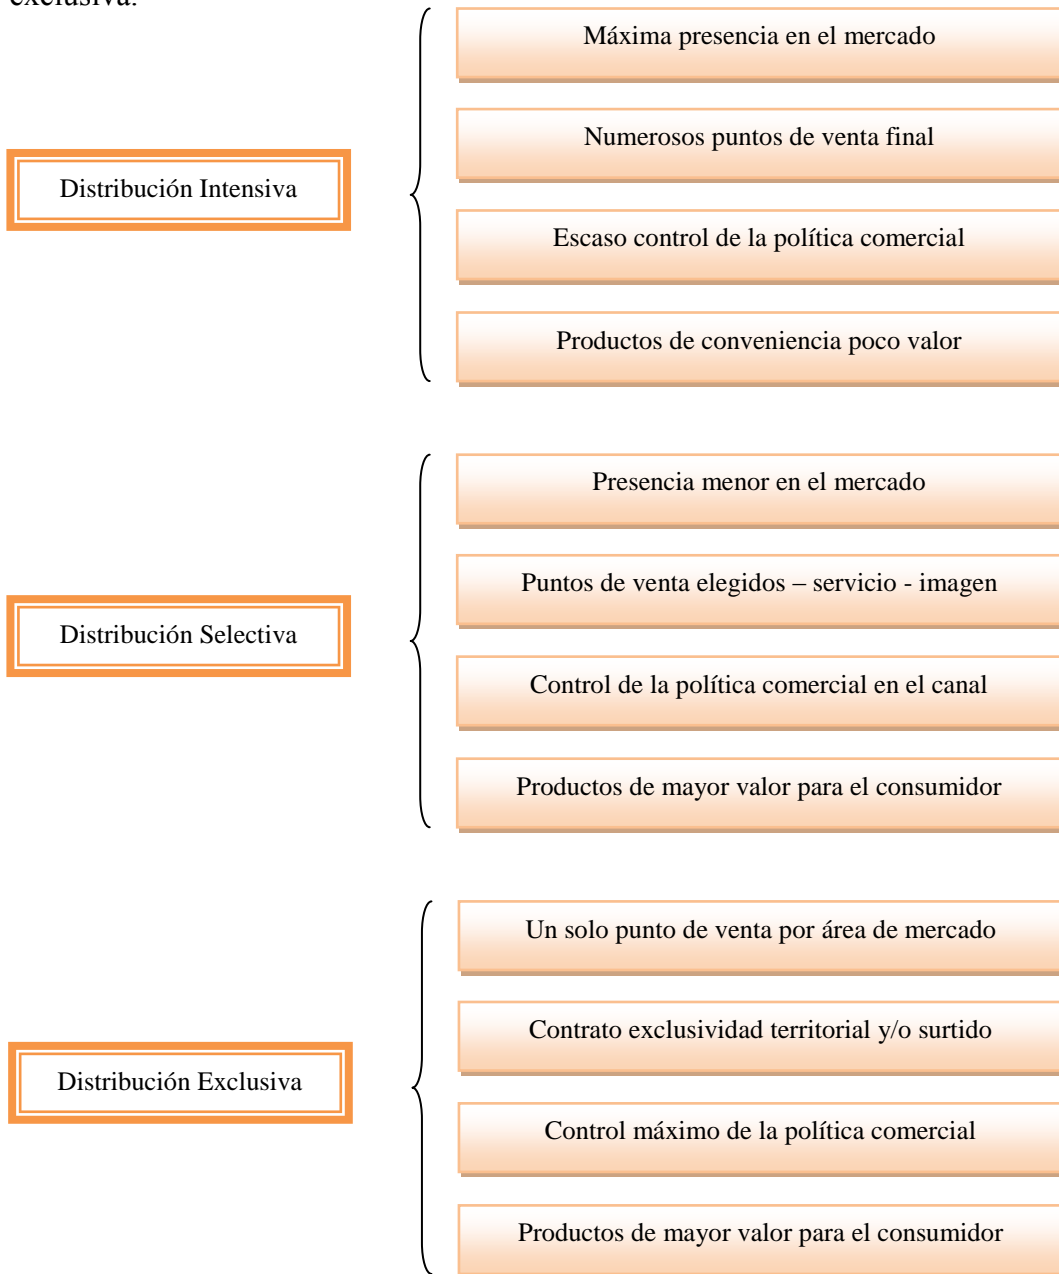 exclusiva.
Máxima presencia en el mercado
Numerosos puntos de venta final
Distribución Intensiva
Escaso control de la política comercial
Productos de conveniencia poco valor
Presencia menor en el mercado
Puntos de venta elegidos – servicio - imagen
Distribución Selectiva
Control de la política comercial en el canal
Productos de mayor valor para el consumidor
Un solo punto de venta por área de mercado
Contrato exclusividad territorial y/o surtido
Distribución Exclusiva
Control máximo de la política comercial
Productos de mayor valor para el consumidor